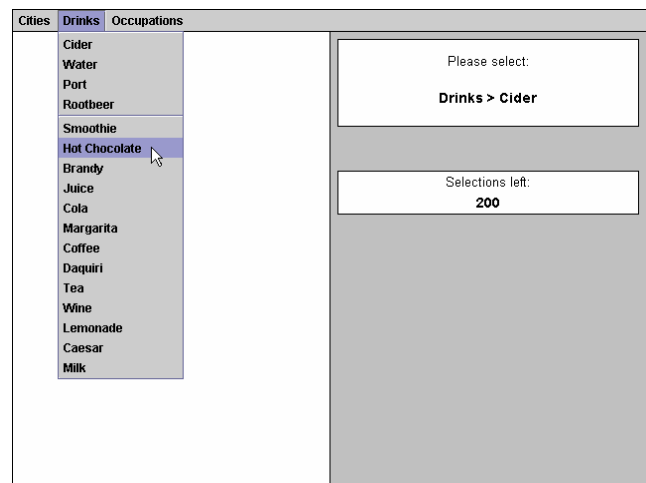 Cities Drinks Occupations
Cider
Water
Port
Rootbeer
Smoothie
Hot Chocolate
Brandy
Juice
Cola
Margarita
Coffee
Daquiri
Tea
Wine
Lemonade
Caesar
Milk
Please select:
Drinks > Cider
Selections left:
200